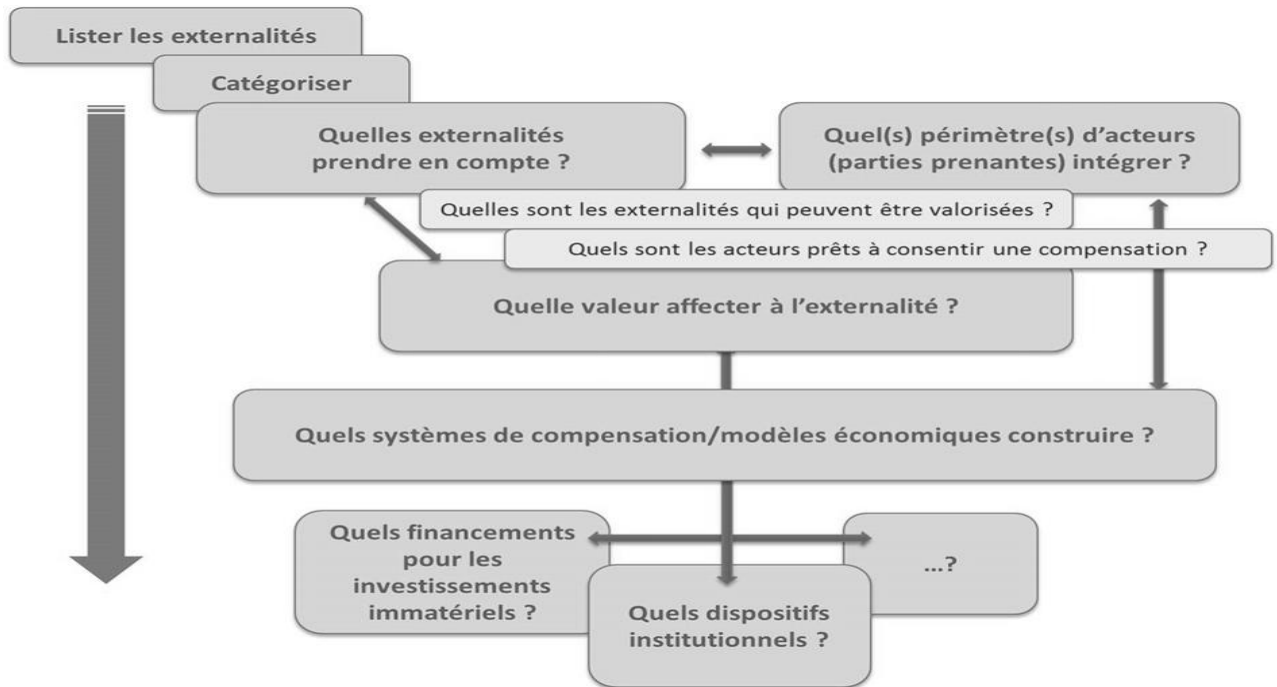 Lister les externalités
Catégoriser
Quelles externalités
prendre en compte ?
Quel(s) périmètre(s) d’acteurs
(parties prenantes) intégrer ?
Quelles sont les externalités qui peuvent être valorisées ?
Quels sont les acteurs prêts à consentir une compensation ?
Quelle valeur affecter à l’externalité ?
Quels systèmes de compensation/modèles économiques construire ?
Quels financements
pour les
investissements
immatériels ?
Quels dispositifs
institutionnels ?
...?